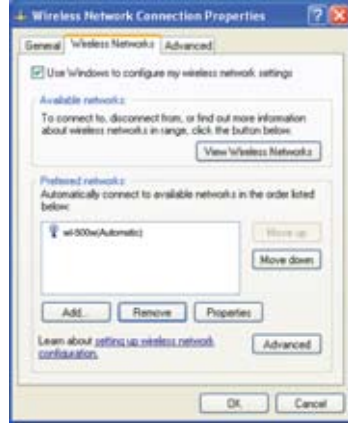 Wireless Network Connection Properties
General Wireless Networks Advanced
Use Windows to configure my wireless network settings
Available networks:
To connect to, disconnect from, or find out more information
about wireless networks in range, click the button below.
View Wireless Networks
Preferred networks:
Automatically connect to available networks in the order listed
below:
wl-500w(Automatic)
Move up
Move down
Add... Remove Properties
Learn about setting up wireless network
configuration.
Advanced
OK Cancel